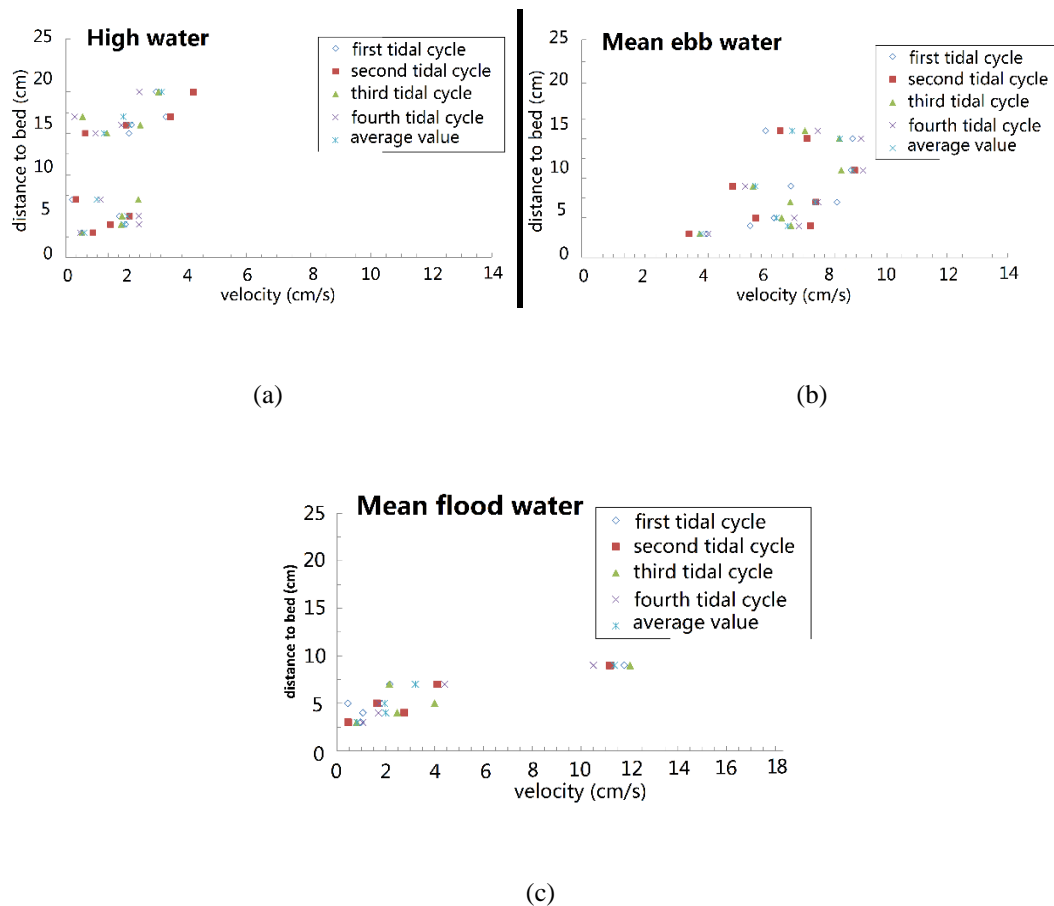 High water
first tidal cycle
second tidal cycle
third tidal cycle
fourth tidal cycle
average value
distance to bed (cm)
25
20
15
10
5
0
0 2 4 6 8 10 12 14
velocity (cm/s)
(a)
Mean ebb water
first tidal cycle
second tidal cycle
third tidal cycle
fourth tidal cycle
average value
distance to bed (cm)
25
20
15
10
5
0
0 2 4 6 8 10 12 14
velocity (cm/s)
(b)
Mean flood water
first tidal cycle
second tidal cycle
third tidal cycle
fourth tidal cycle
average value
distance to bed (cm)
25
20
15
10
5
0
0 2 4 6 8 10 12 14 16 18
velocity (cm/s)
(c)